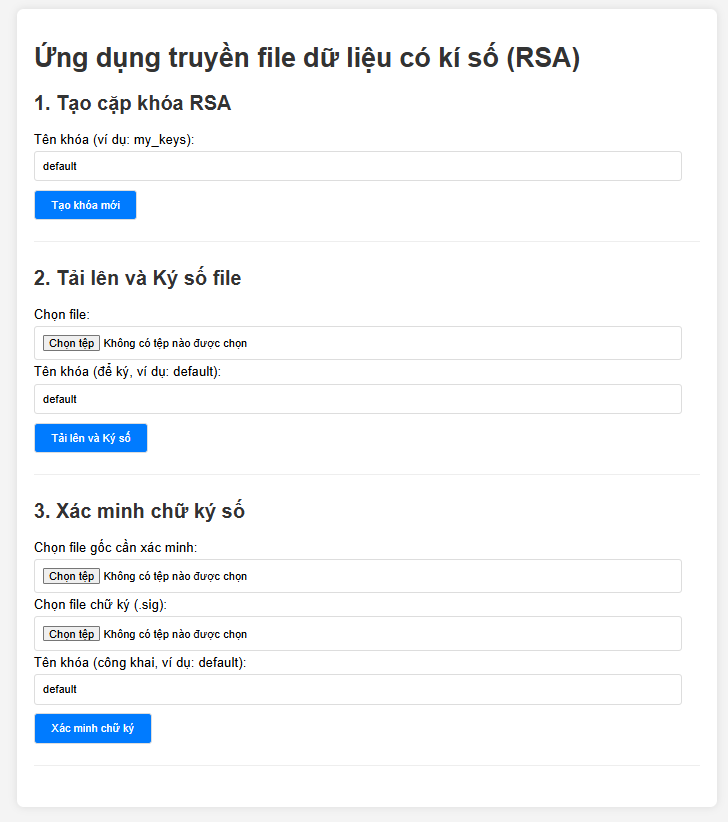 Ứng dụng truyền file dữ liệu có kí số (RSA)
1. Tạo cặp khóa RSA
Tên khóa (ví dụ: my_keys):
default
Tạo khóa mới
2. Tải lên và Ký số file
Chọn file:
Chọn tệp Không có tệp nào được chọn
Tên khóa (để ký, ví dụ: default):
default
Tải lên và Ký số
3. Xác minh chữ ký số
Chọn file gốc cần xác minh:
Chọn tệp Không có tệp nào được chọn
Chọn file chữ ký (.sig):
Chọn tệp Không có tệp nào được chọn
Tên khóa (công khai, ví dụ: default):
default
Xác minh chữ ký